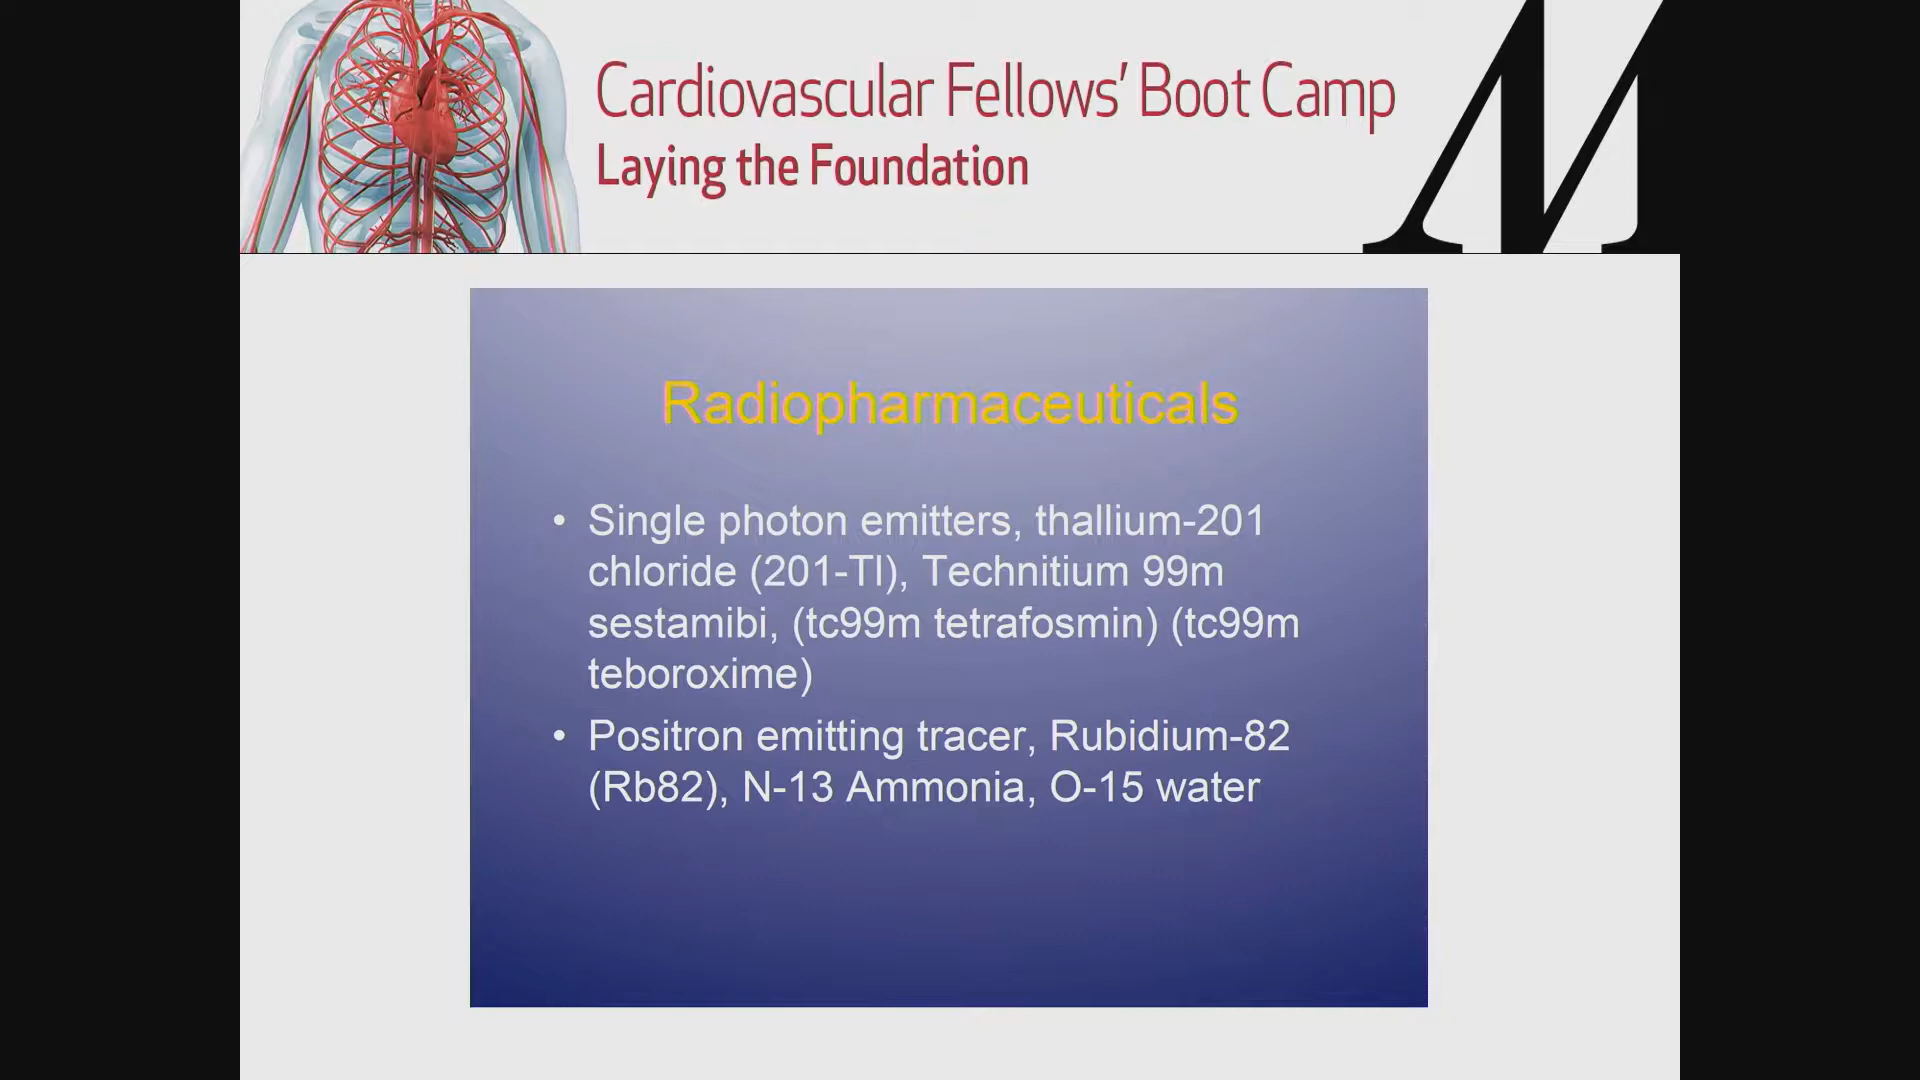 Cardiovascular Fellows’ Boot Camp
Laying the Foundation
M
Radiopharmaceuticals
• Single photon emitters, thallium-201
chloride (201-Tl), Technitium 99m
sestamibi, (tc99m tetrafosmin) (tc99m
teboroxime)
• Positron emitting tracer, Rubidium-82
(Rb82), N-13 Ammonia, O-15 water